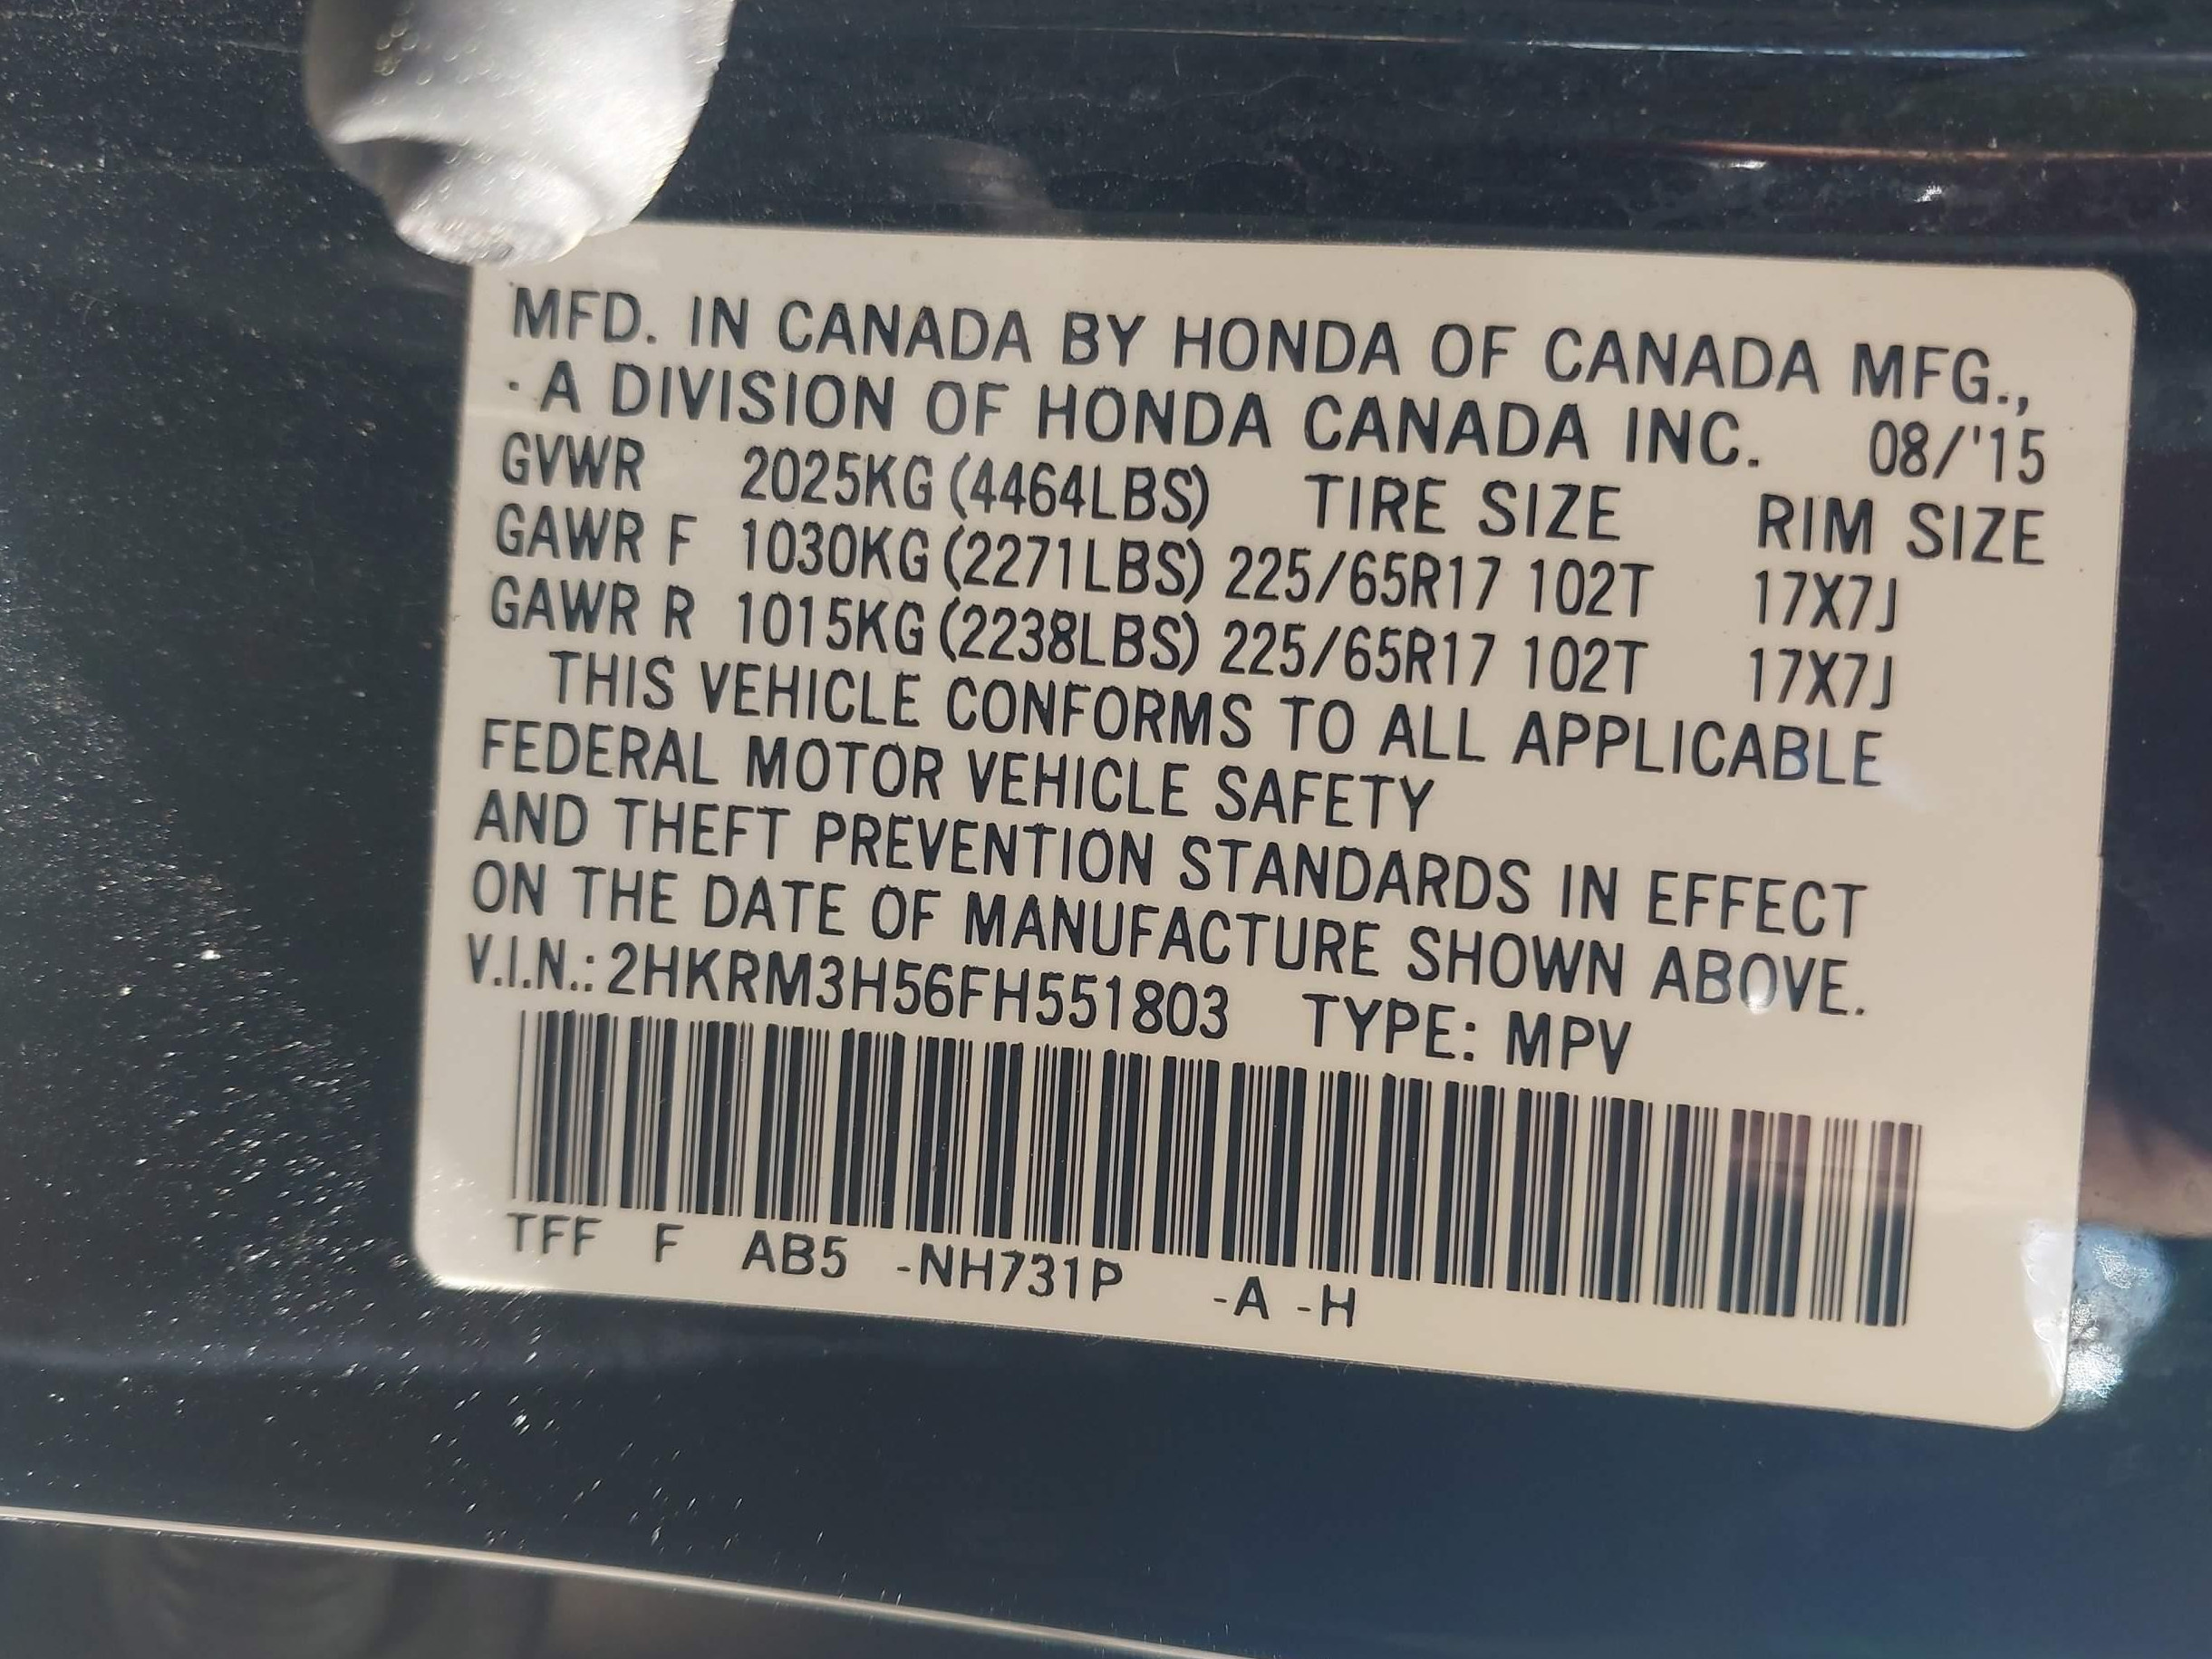 MFD. IN CANADA BY HONDA OF CANADA MFG.,
A DIVISION OF HONDA CANADA INC. 08/'15
GVWR 2025KG (4464LBS) TIRE SIZE RIM SIZE
GAWR F 1030KG (2271LBS) 225/65R17 102T 17X7J
GAWR R 1015KG (2238LBS) 225/65R17 102T 17X7J
THIS VEHICLE CONFORMS TO ALL APPLICABLE
FEDERAL MOTOR VEHICLE SAFETY
AND THEFT PREVENTION STANDARDS IN EFFECT
ON THE DATE OF MANUFACTURE SHOWN ABOVE.
V.I.N.: 2HKRM3H56FH551803 TYPE: MPV
TFF F AB5 -NH731P -A -H